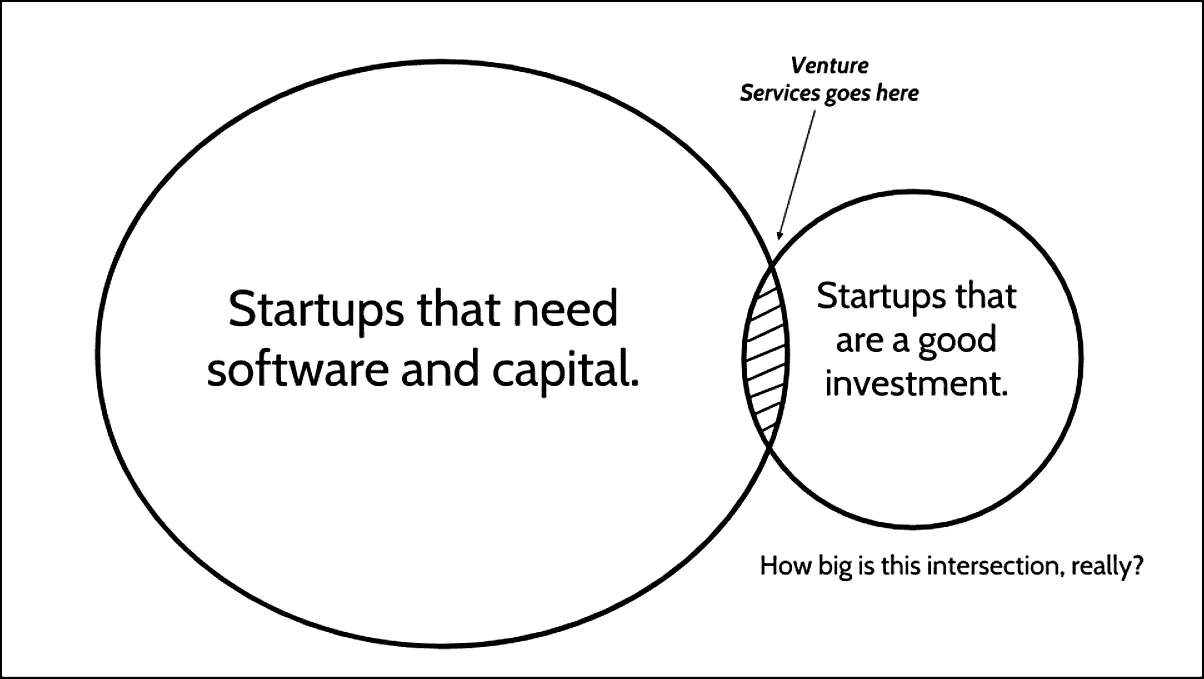 Venture
Services goes here
Startups that need
software and capital.
Startups that
are a good
investment.
How big is this intersection, really?